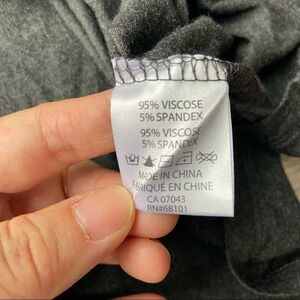 95% VISCOSE
5% SPANDEX
95% VISCOSE
5% SPANDEX
MADE IN CHINA
FABRIQUÉ EN CHINE
CA 07043
RN#68101